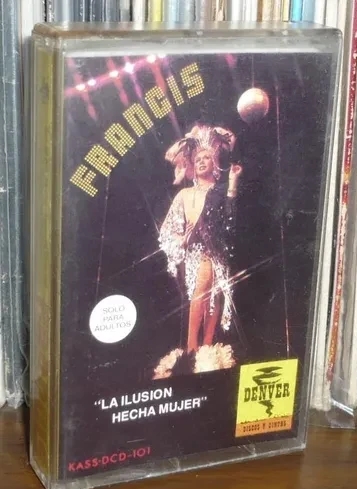 FRANCIS
SOLO
PARA
ADULTOS
"LA ILUSION
HECHA MUJER"
DENVER
DISCOS Y CINTAS
KASS-DCD-101